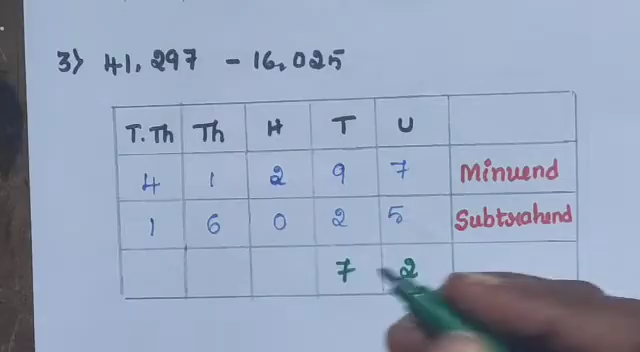 3) 41,297 - 16,025
T.Th Th H T U
4 1 2 9 7 Minuend
1 6 0 2 5 Subtrahend
7 2